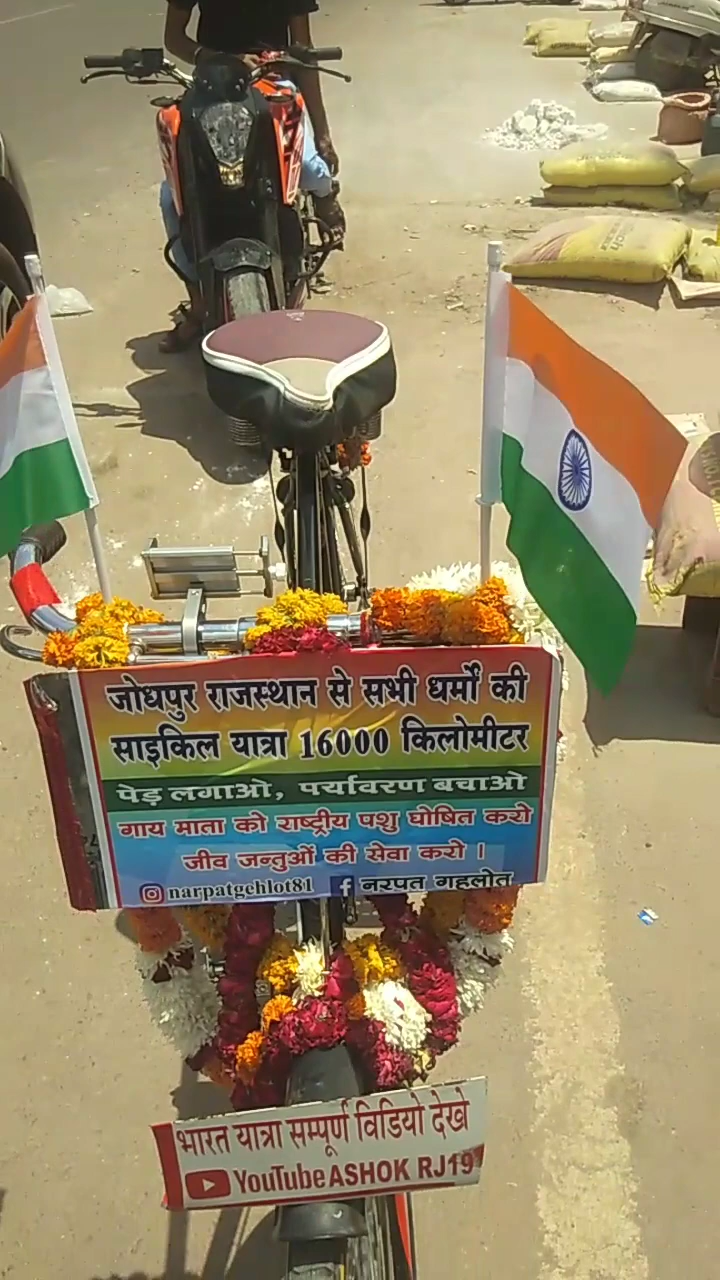 जोधपुर राजस्थान से सभी धर्मों की
साइकिल यात्रा 16000 किलोमीटर
पेड़ लगाओ, पर्यावरण बचाओ
गाय माता को राष्ट्रीय पशु घोषित करो
जीव जन्तुओं की सेवा करो ।
narpatgehlot81 नरपत गहलोत
भारत यात्रा सम्पूर्ण विडियो देखे
YouTube ASHOK RJ19